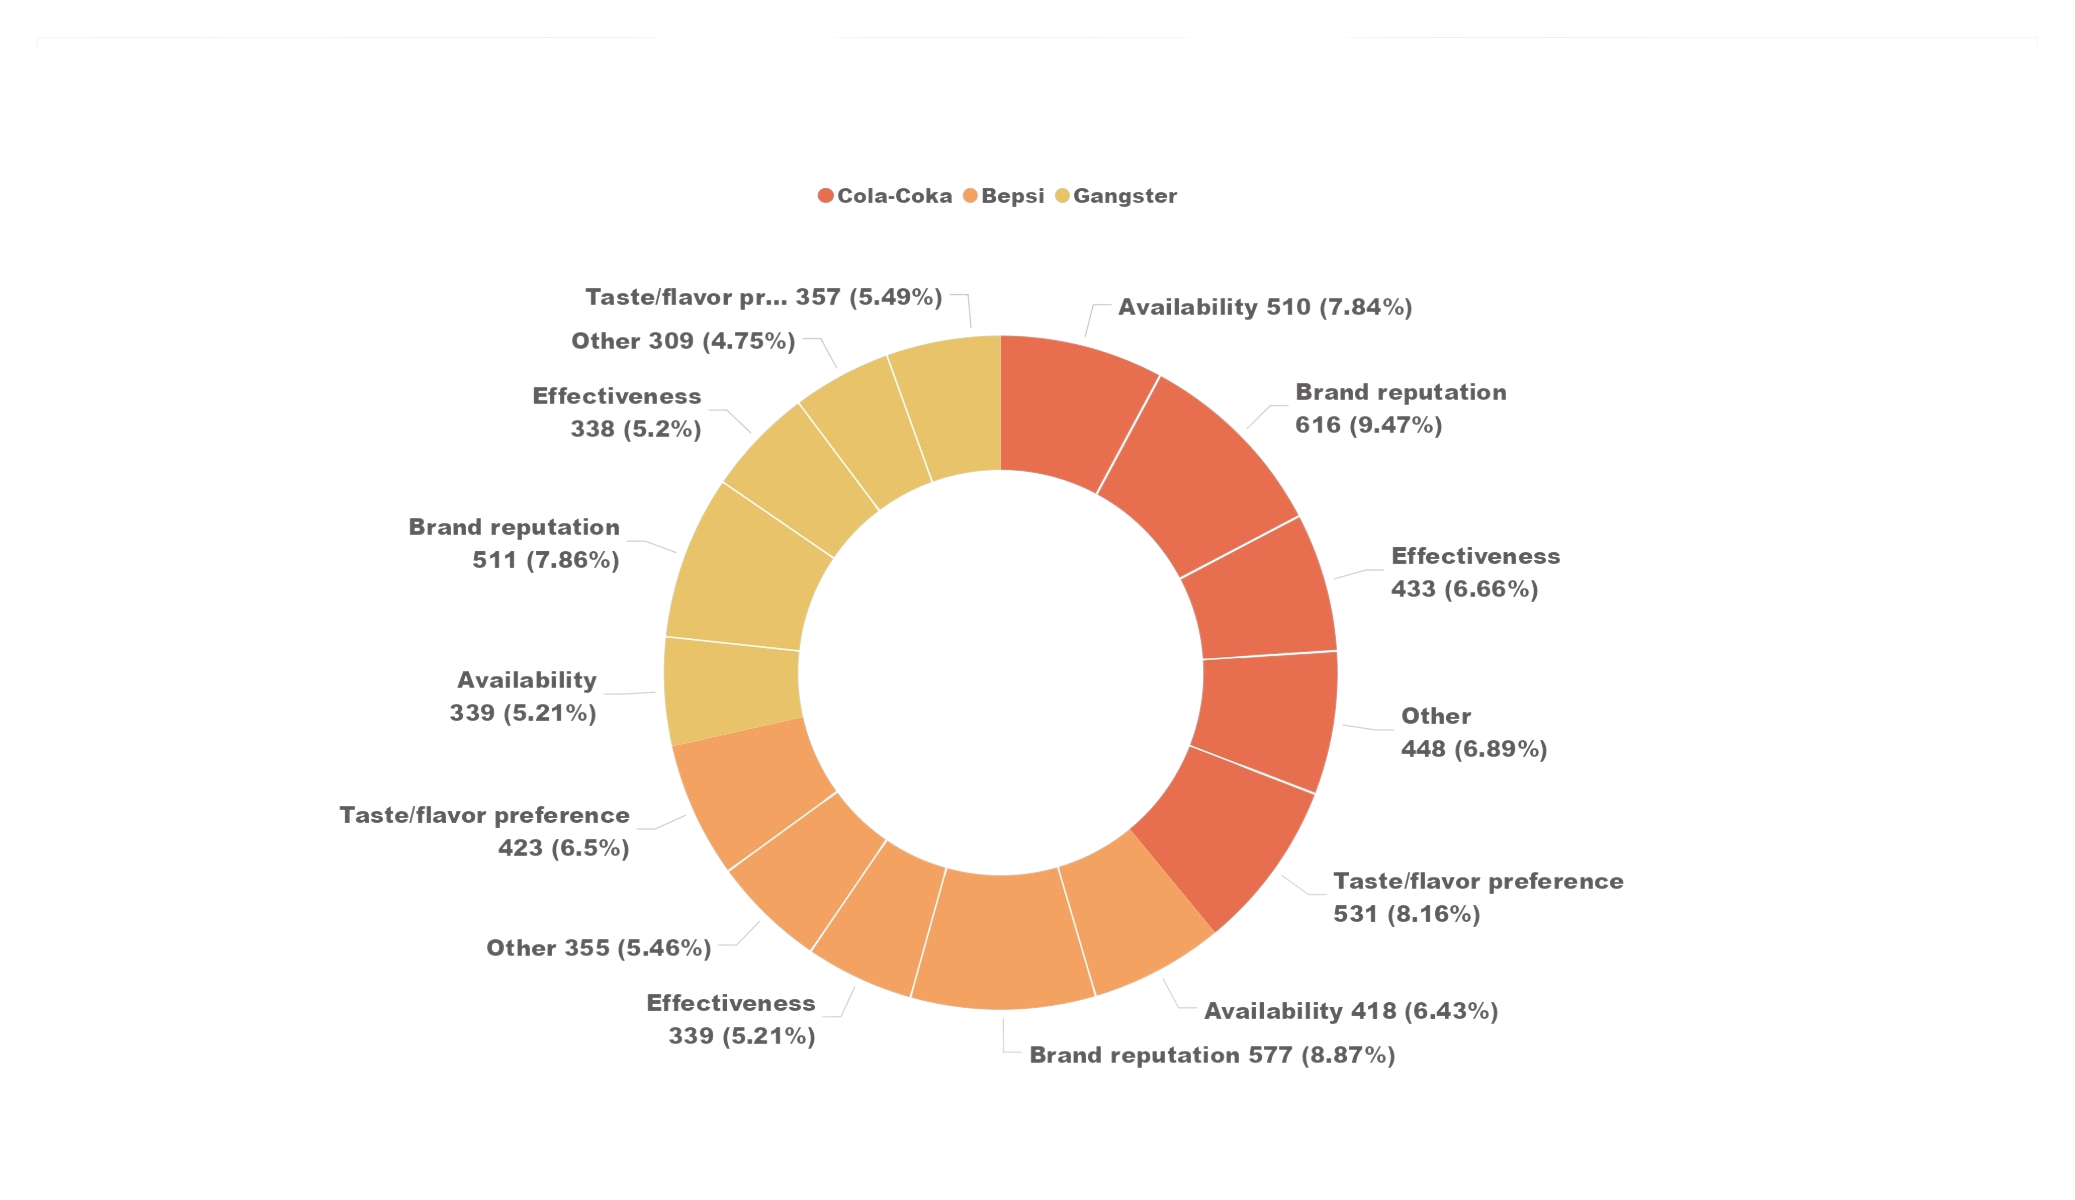 Cola-Coka Bepsi Gangster
Taste/flavor pr... 357 (5.49%)
Availability 510 (7.84%)
Other 309 (4.75%)
Brand reputation
616 (9.47%)
Effectiveness
338 (5.2%)
Brand reputation
511 (7.86%)
Effectiveness
433 (6.66%)
Availability
339 (5.21%)
Other
448 (6.89%)
Taste/flavor preference
423 (6.5%)
Taste/flavor preference
531 (8.16%)
Other 355 (5.46%)
Effectiveness
339 (5.21%)
Availability 418 (6.43%)
Brand reputation 577 (8.87%)